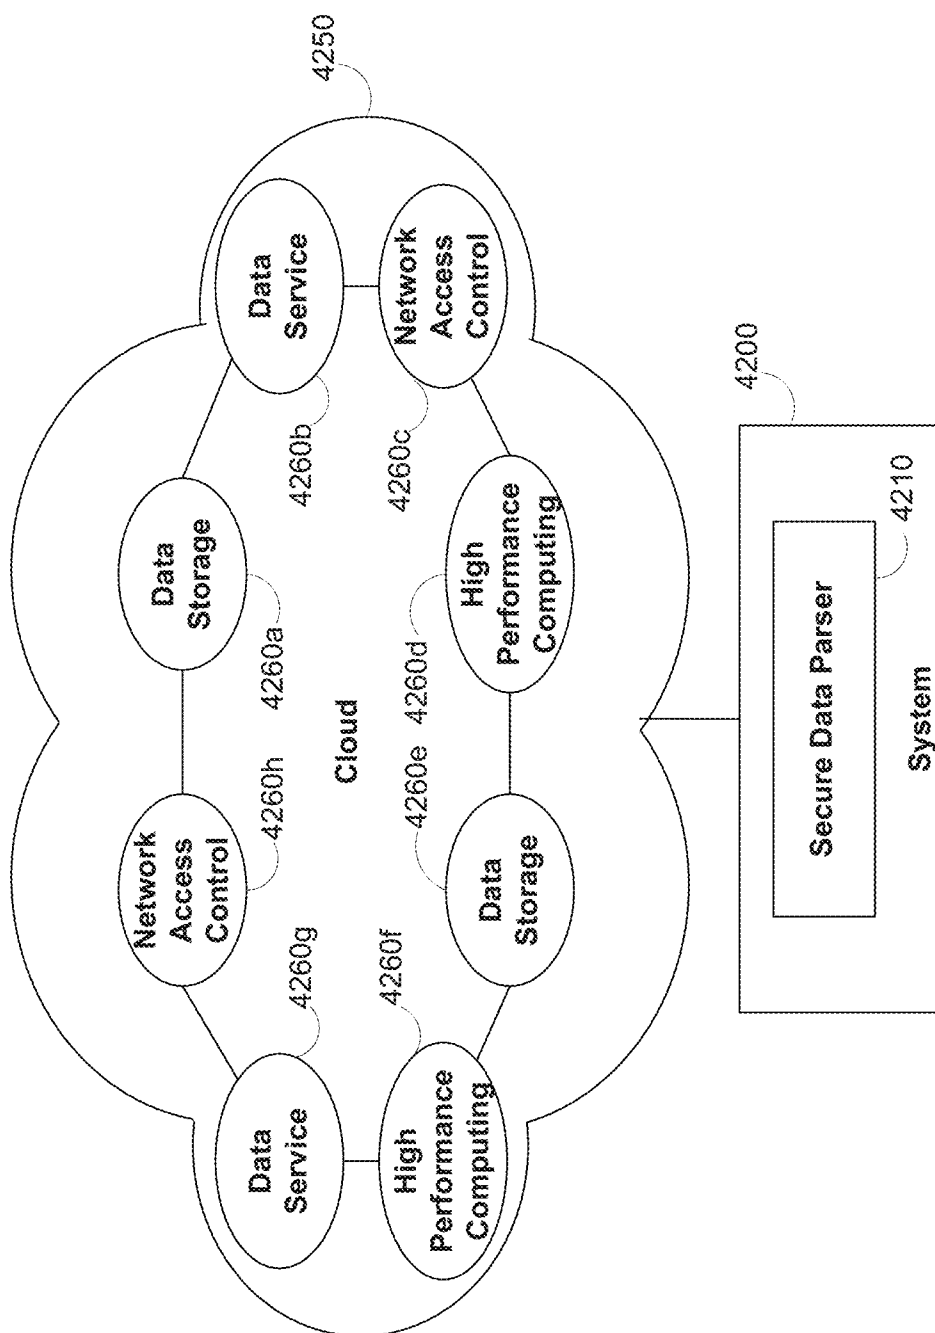 4250
Network
Access
Control
Data
Storage
Data
Service
Data
Service
4260g
4260h
4260a
4260b
Cloud
4260f
4260e
4260d
4260c
High
Performance
Computing
Data
Storage
High
Performance
Computing
Network
Access
Control
4200
Secure Data Parser
4210
System